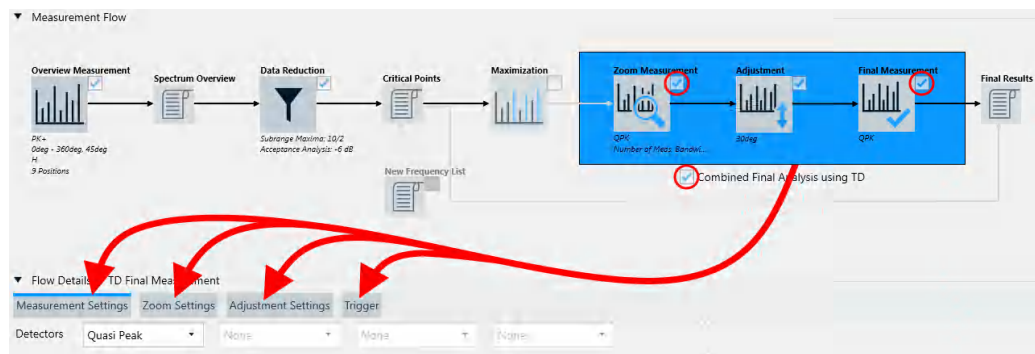 Measurement Flow
Overview Measurement
Spectrum Overview
Data Reduction
Critical Points
Maximization
Zoom Measurement
Adjustment
Final Measurement
Final Results
PK+
0deg - 360deg, 45deg
H
9 Positions
Subrange Maxima: 10/2
Acceptance Analysis: -6 dB
QPK
Number of Meas. Bandwi...
30deg
QPK
New Frequency List
Combined Final Analysis using TD
Flow Details TD Final Measurement
Measurement Settings Zoom Settings Adjustment Settings Trigger
Detectors Quasi Peak None None None